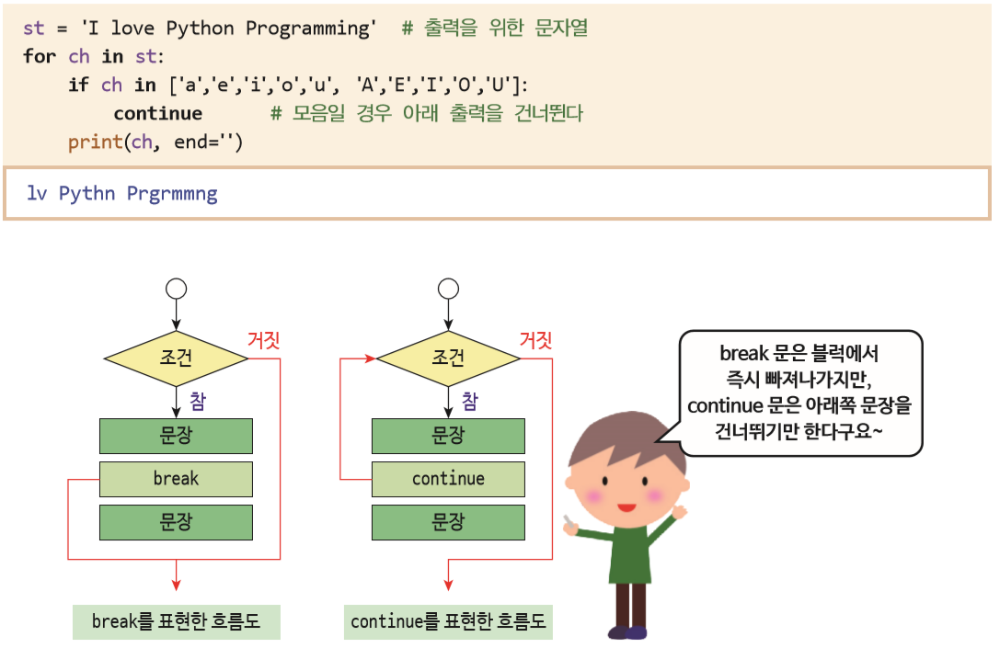 st = 'I love Python Programming'  # 출력을 위한 문자열
for ch in st:
    if ch in ['a','e','i','o','u', 'A','E','I','O','U']:
        continue      # 모음일 경우 아래 출력을 건너뛴다
    print(ch, end='')
lv Pythn Prgrmmng
조건
거짓
참
문장
break
문장
break를 표현한 흐름도
조건
거짓
참
문장
continue
문장
continue를 표현한 흐름도
break 문은 블럭에서
즉시 빠져나가지만,
continue 문은 아래쪽 문장을
건너뛰기만 한다구요~